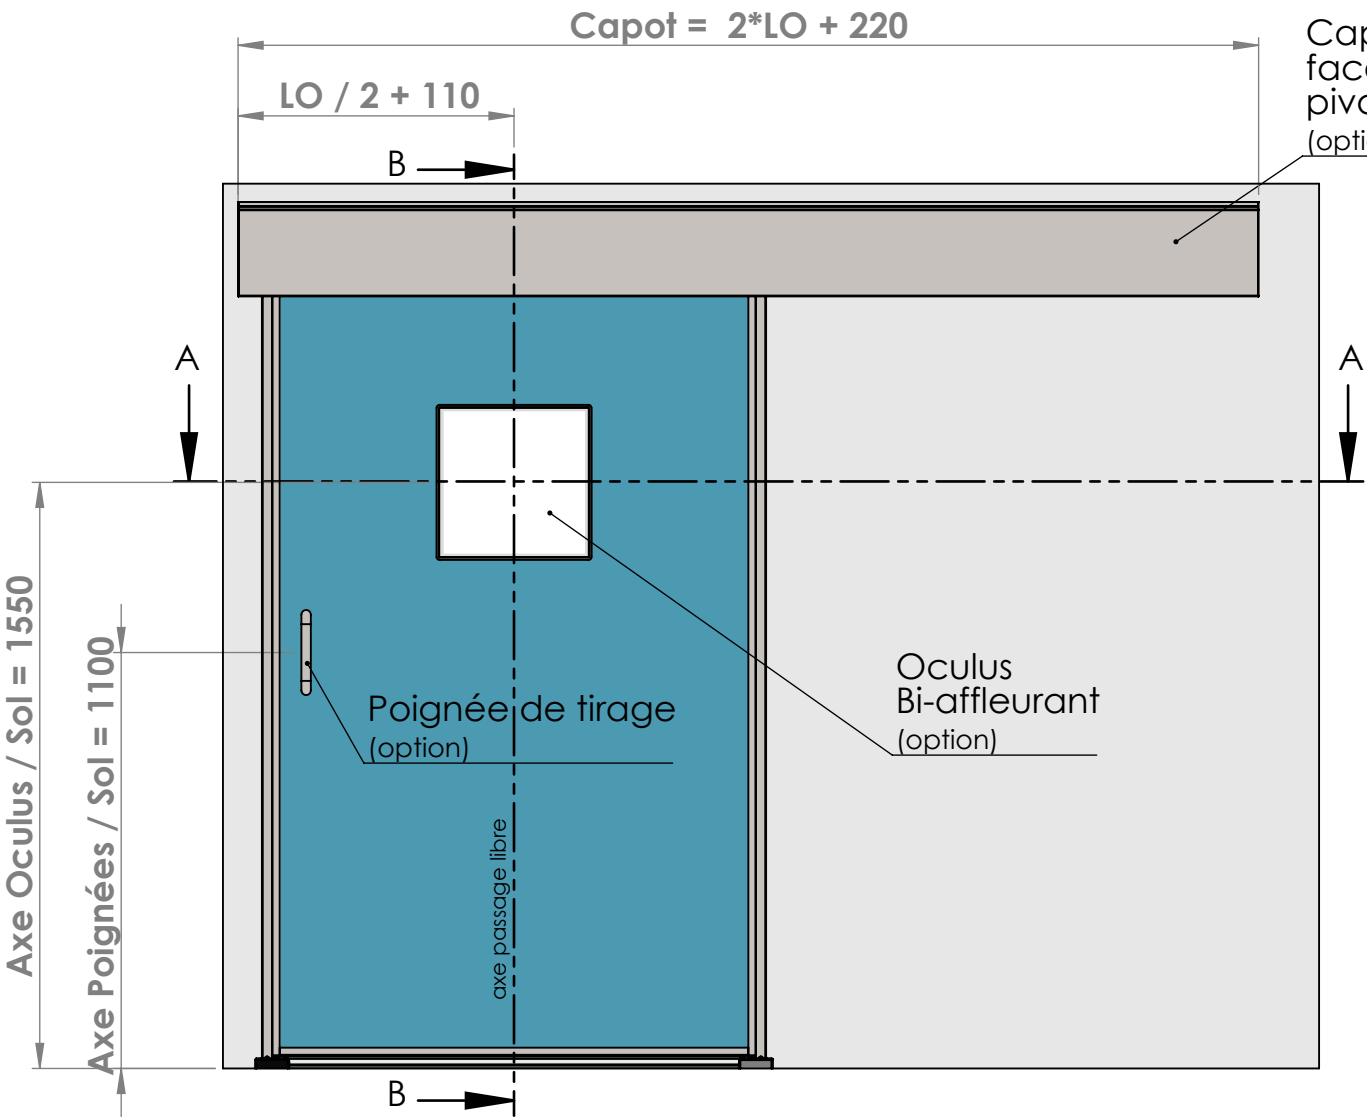 Capot = 2*LO + 220
LO / 2 + 110
(opti
B
A
A
Axe Oculus / Sol = 1550
Axe Poignées / Sol = 1100
Poignée de tirage
(option)
Oculus
Bi-affleurant
(option)
axe passage libre
B